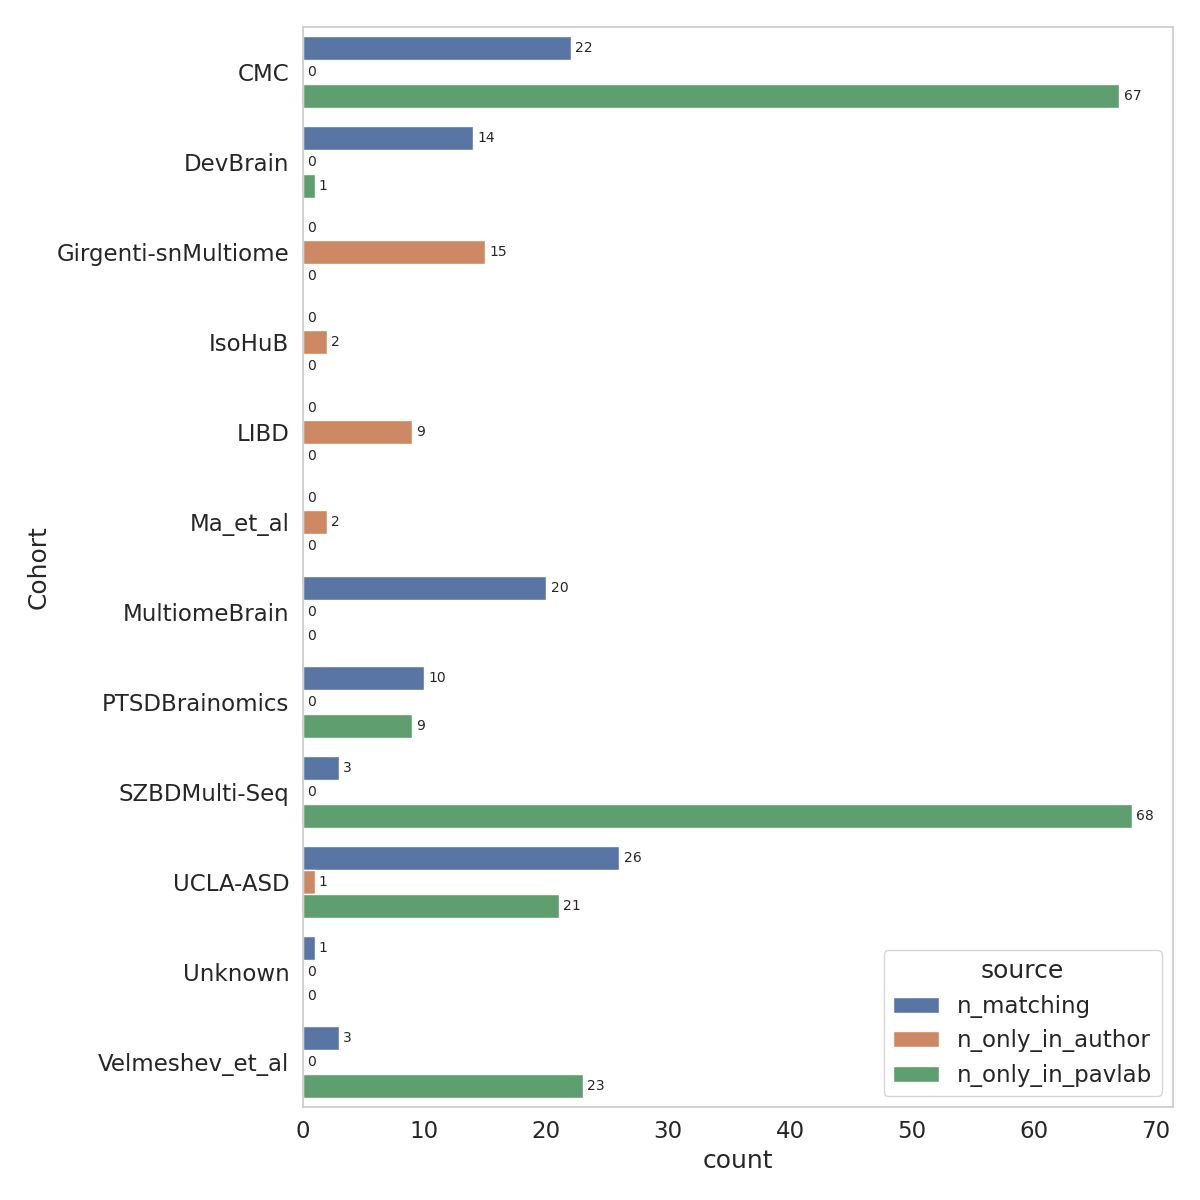 CMC
22
0
67
DevBrain
14
0
1
Girgenti-snMultiome
0
15
0
IsoHuB
0
2
0
LIBD
0
9
0
Ma_et_al
0
2
0
MultiomeBrain
20
0
0
PTSDBrainomics
10
0
9
SZBDMulti-Seq
3
0
68
UCLA-ASD
26
1
21
Unknown
1
0
0
Velmeshev_et_al
3
0
23
Cohort
0 10 20 30 40 50 60 70
count
source
n_matching
n_only_in_author
n_only_in_pavlab